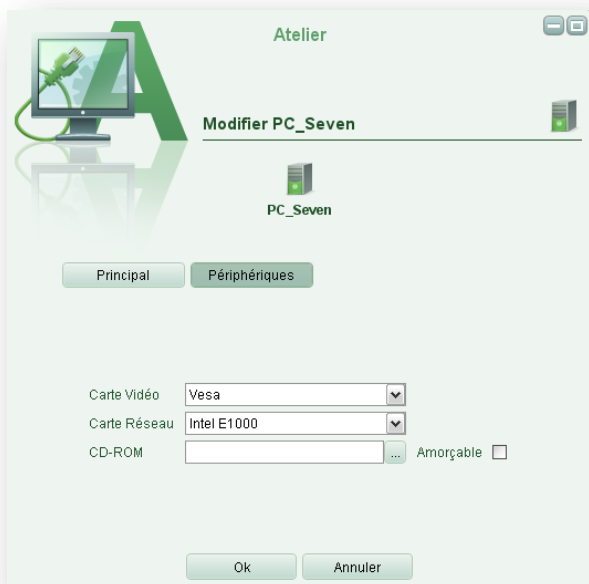 Atelier
Modifier PC_Seven
PC_Seven
Principal Périphériques
Carte Vidéo Vesa
Carte Réseau Intel E1000
CD-ROM ... Amorçable
Ok Annuler